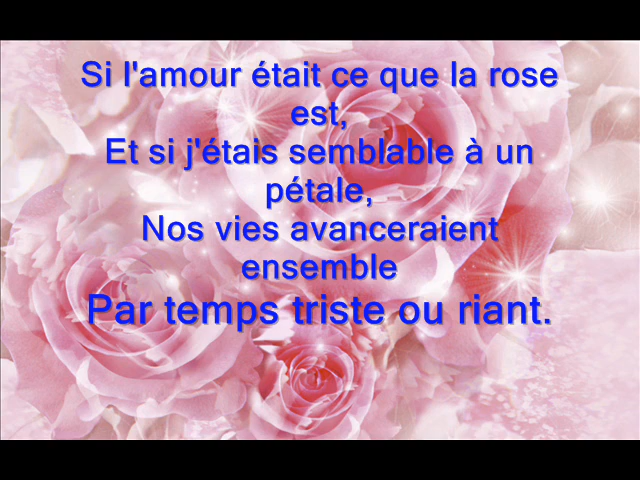 Si l'amour était ce que la rose
est,
Et si j'étais semblable à un
pétale,
Nos vies avanceraient
ensemble
Par temps triste ou riant.